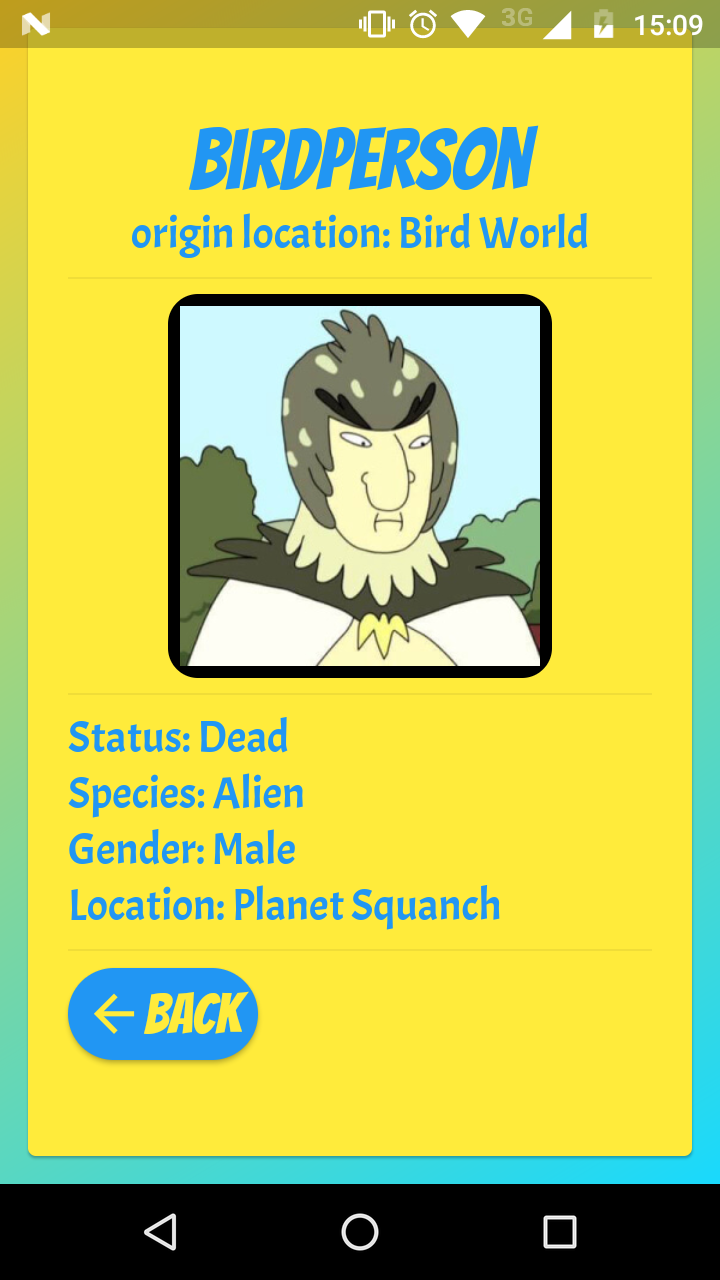 3G 15:09
BIRDPERSON
origin location: Bird World
Status: Dead
Species: Alien
Gender: Male
Location: Planet Squanch
BACK